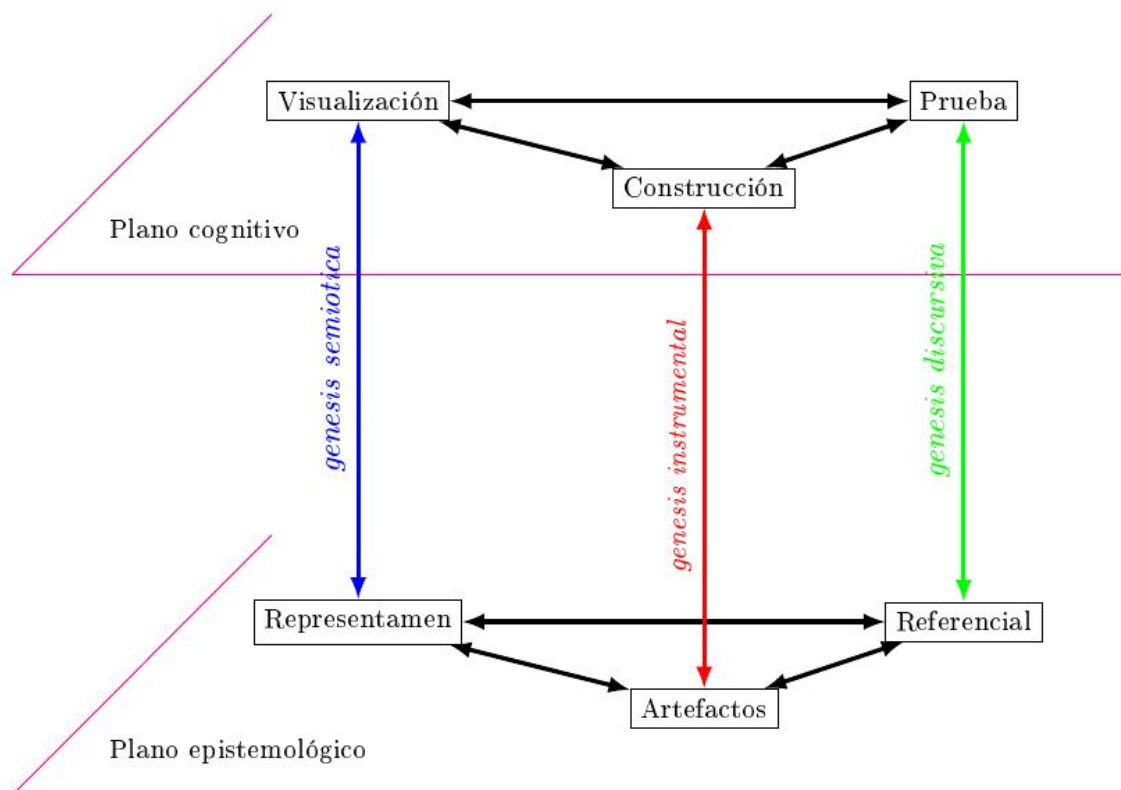 Visualización
Prueba
Construcción
Plano cognitivo
genesis semiotica
genesis instrumental
genesis discursiva
Representamen
Referencial
Artefactos
Plano epistemológico